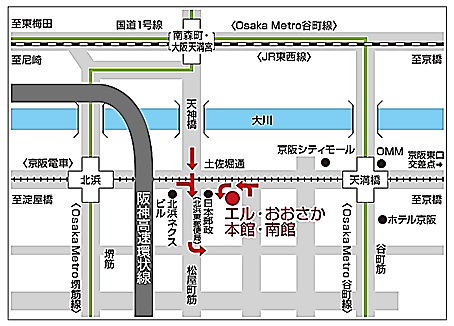 至東梅田
国道1号線
南森町・
大阪天満宮
〈Osaka Metro谷町線〉
至尼崎
〈JR東西線〉
至京橋
天神橋
大川
京阪シティモール
OMM
京阪東口
交差点→
〈京阪電車〉
北浜
土佐堀通
天満橋
至淀屋橋
阪神高速環状線
北浜ネクス
ビル
日本郵政
(北浜東郵便局)
エル・おおさか
本館・南館
至京橋
ホテル京阪
〈Osaka Metro堺筋線〉
堺筋
松屋町筋
〈Osaka Metro谷町線〉
谷町筋